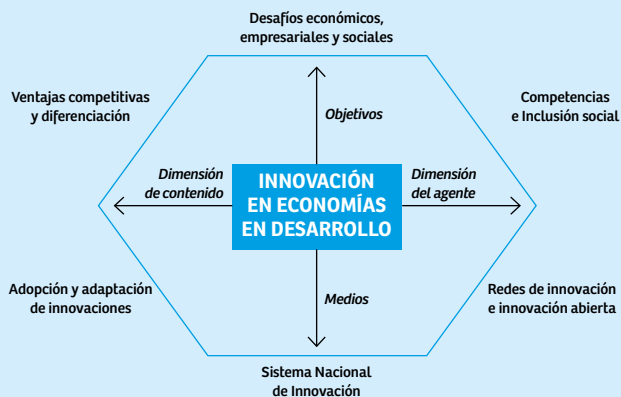 Desafíos económicos,
empresariales y sociales
Ventajas competitivas
y diferenciación
Competencias
e Inclusión social
Objetivos
Dimensión
de contenido
INNOVACIÓN
EN ECONOMÍAS
EN DESARROLLO
Dimensión
del agente
Adopción y adaptación
de innovaciones
Medios
Redes de innovación
e innovación abierta
Sistema Nacional
de Innovación